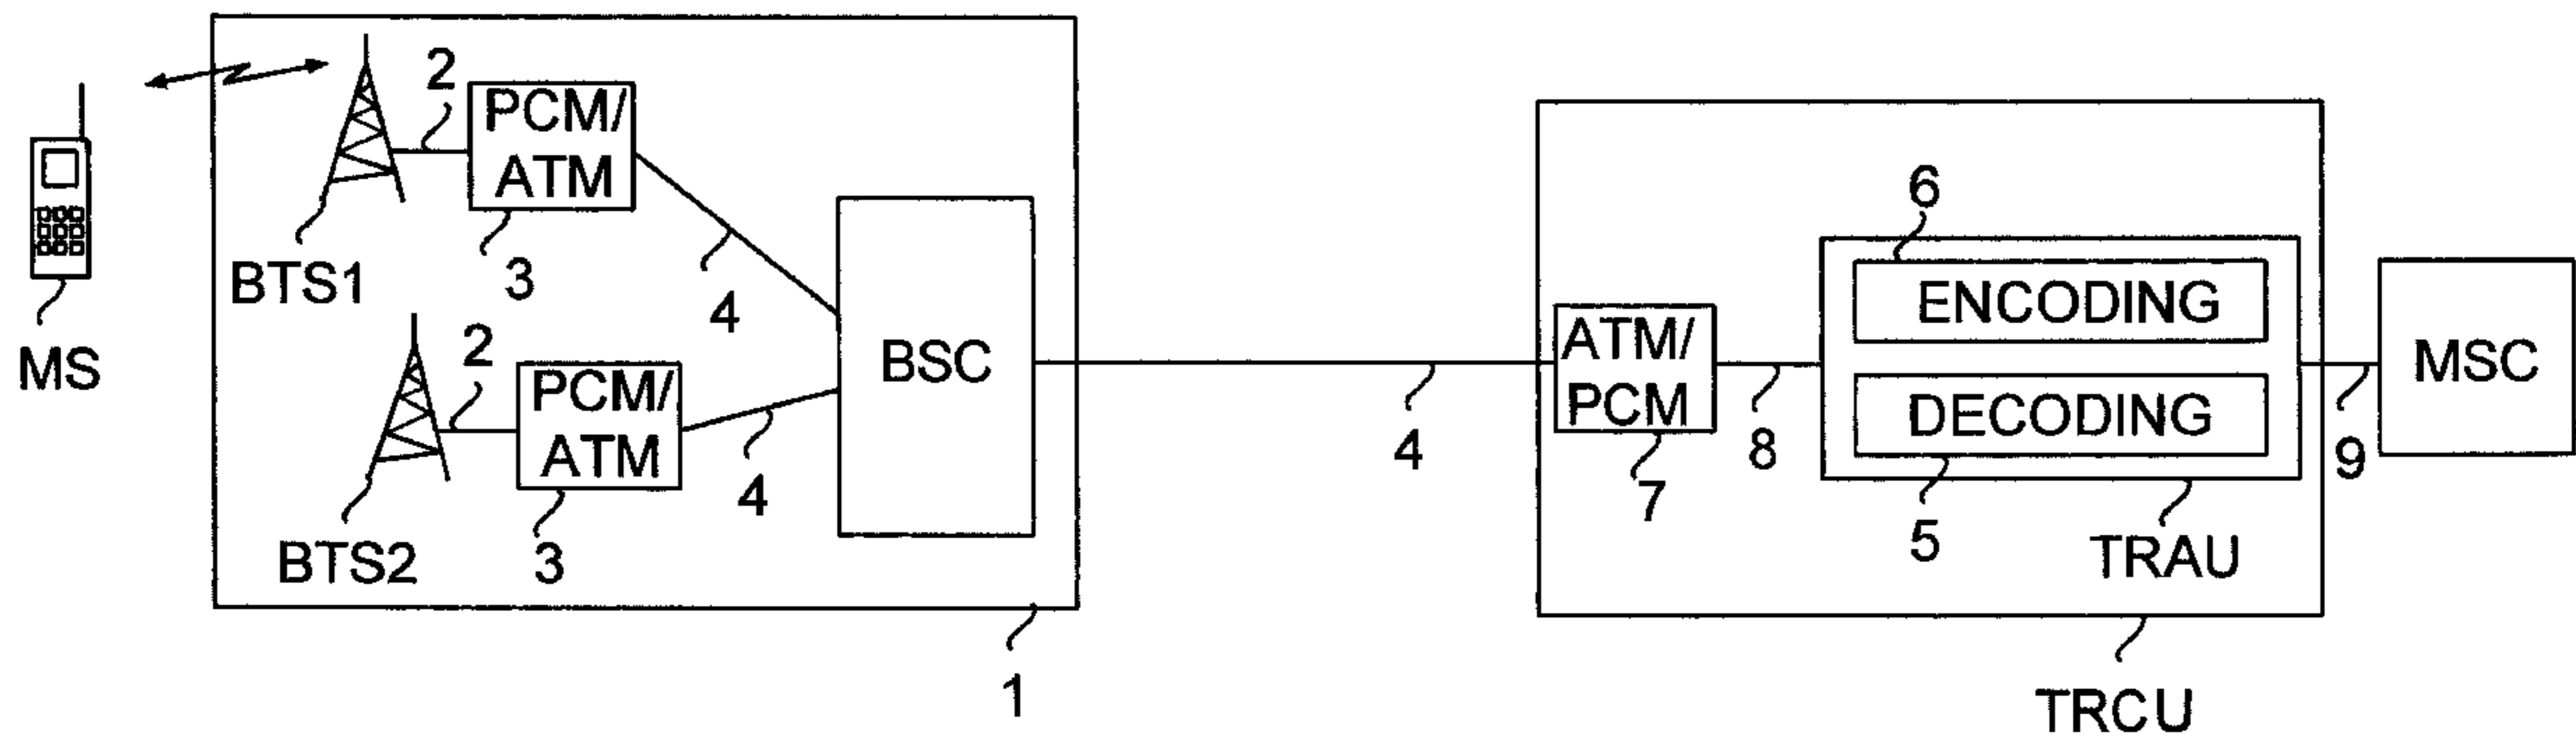 2
PCM/
ATM
3
BTS1
MS
4
2
PCM/
ATM
3
BTS2
4
BSC
1
4
ATM/
PCM
7
8
6
ENCODING
DECODING
5
TRAU
TRCU
9
MSC